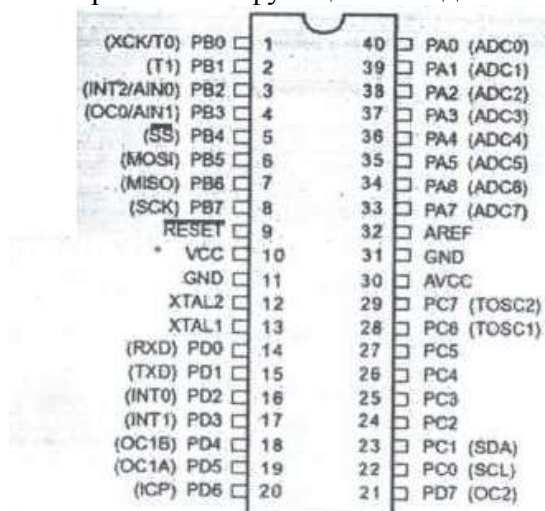 (XCK/T0) PB0 1 40 PA0 (ADC0)
(T1) PB1 2 39 PA1 (ADC1)
(INT2/AIN0) PB2 3 38 PA2 (ADC2)
(OC0/AIN1) PB3 4 37 PA3 (ADC3)
(SS) PB4 5 36 PA4 (ADC4)
(MOSI) PB5 6 35 PA5 (ADC5)
(MISO) PB6 7 34 PA6 (ADC6)
(SCK) PB7 8 33 PA7 (ADC7)
RESET 9 32 AREF
VCC 10 31 GND
GND 11 30 AVCC
XTAL2 12 29 PC7 (TOSC2)
XTAL1 13 28 PC6 (TOSC1)
(RXD) PD0 14 27 PC5
(TXD) PD1 15 26 PC4
(INT0) PD2 16 25 PC3
(INT1) PD3 17 24 PC2
(OC1B) PD4 18 23 PC1 (SDA)
(OC1A) PD5 19 22 PC0 (SCL)
(ICP) PD6 20 21 PD7 (OC2)